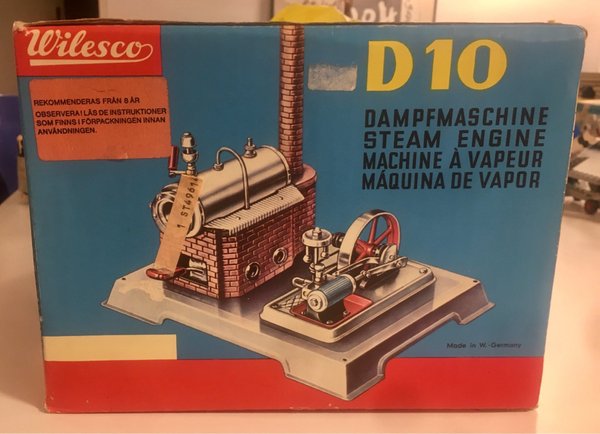 Wilesco
D10
REKOMMENDERAS FRÅN 8 ÅR
OBSERVERA! LÄS DE INSTRUKTIONER
SOM FINNS I FÖRPACKNINGEN INNAN
ANVÄNDNINGEN.
DAMPFMASCHINE
STEAM ENGINE
MACHINE À VAPEUR
MÁQUINA DE VAPOR
Made in W.-Germany